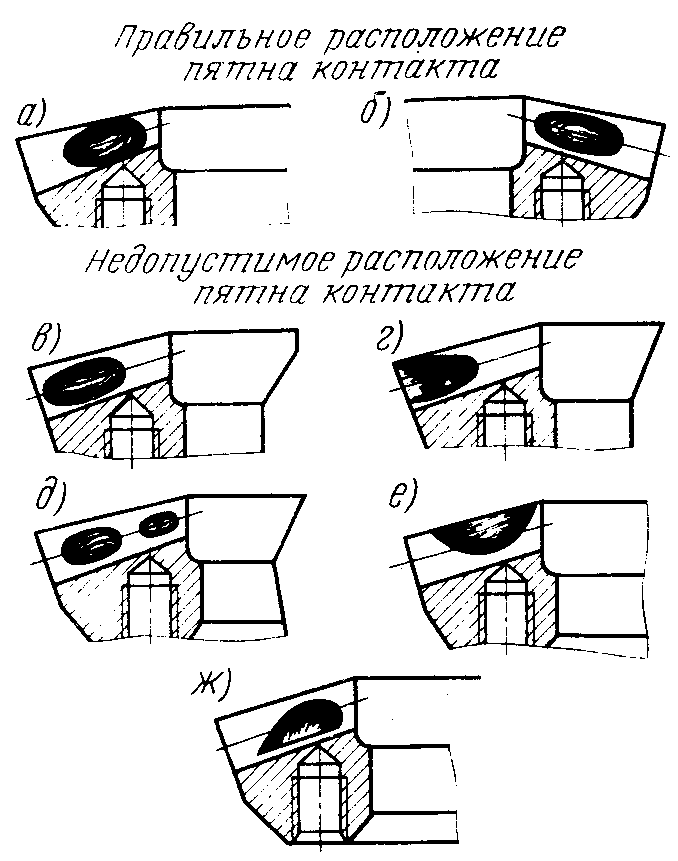 Правильное расположение
пятна контакта
а)
б)
Недопустимое расположение
пятна контакта
в)
г)
д)
е)
ж)